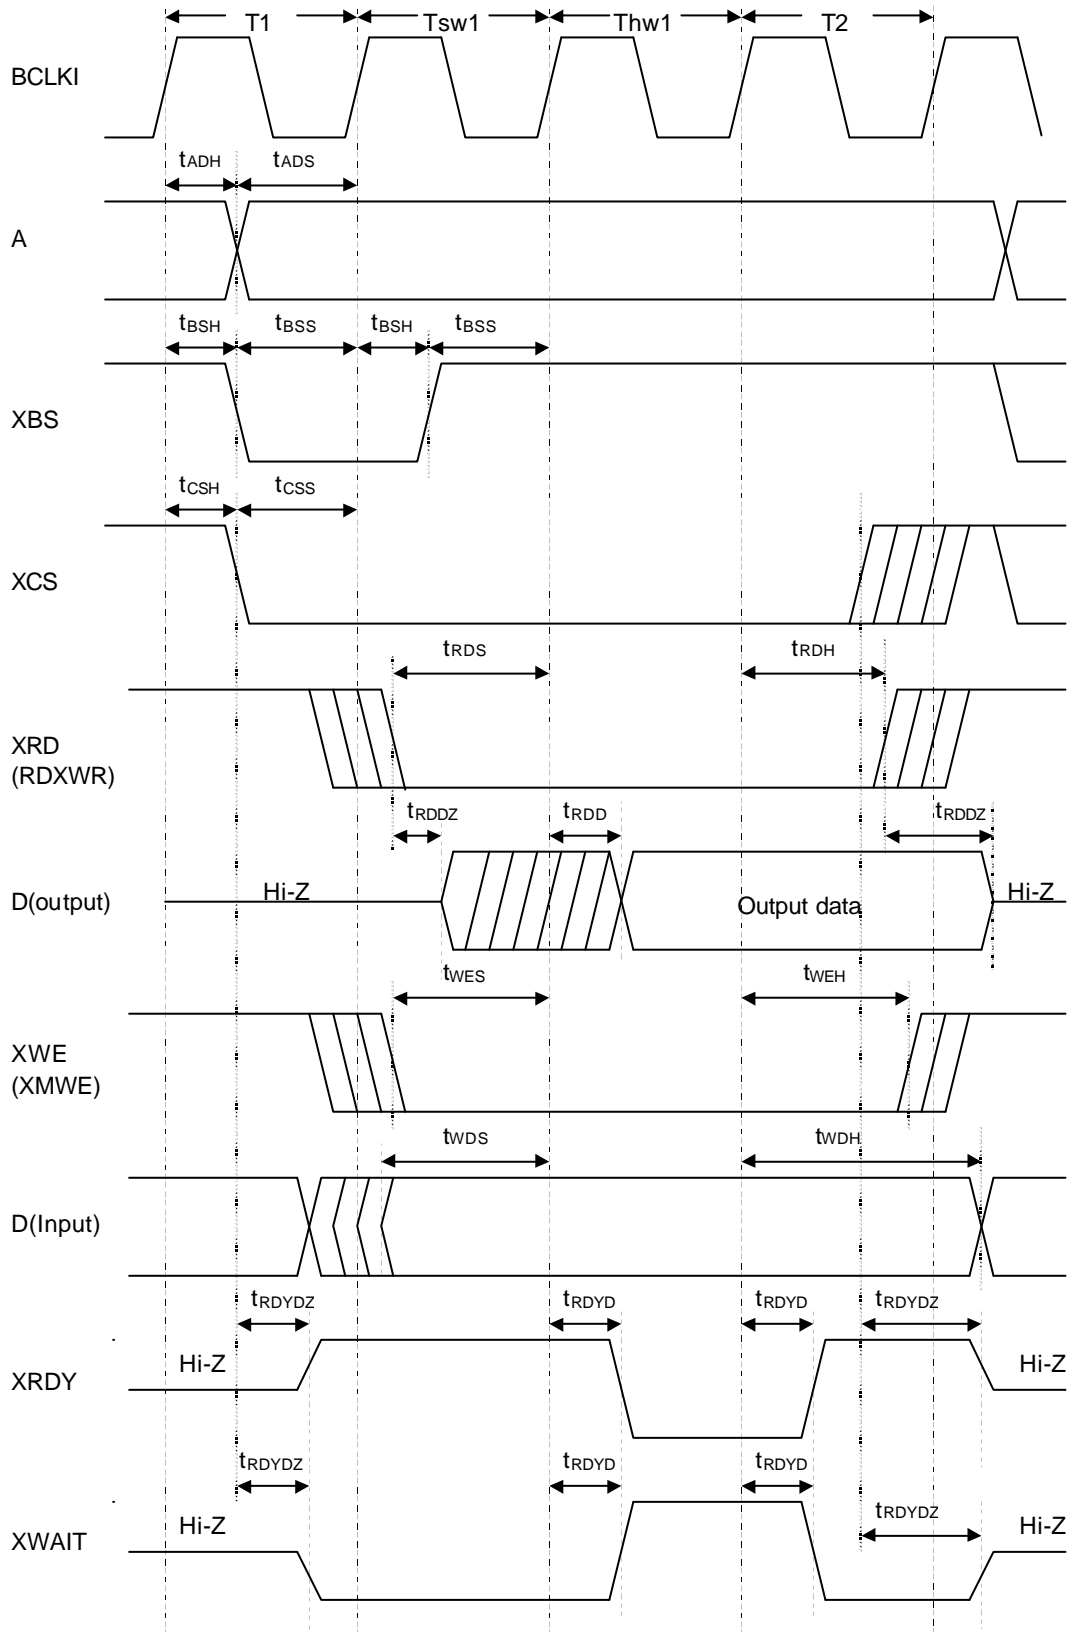 T1 Tsw1 Thw1 T2
BCLKI
tADH tADS
A
tBSH tBSS tBSH tBSS
XBS
tCSH tCSS
XCS
tRDS tRDH
XRD
(RDXWR)
tRDDZ tRDD tRDDZ
D(output) Hi-Z Output data Hi-Z
tWES tWEH
XWE
(XMWE)
tWDS tWDH
D(Input)
tRDYDZ tRDYD tRDYD tRDYDZ
Hi-Z Hi-Z
XRDY
tRDYDZ tRDYD tRDYD
tRDYDZ
Hi-Z Hi-Z
XWAIT